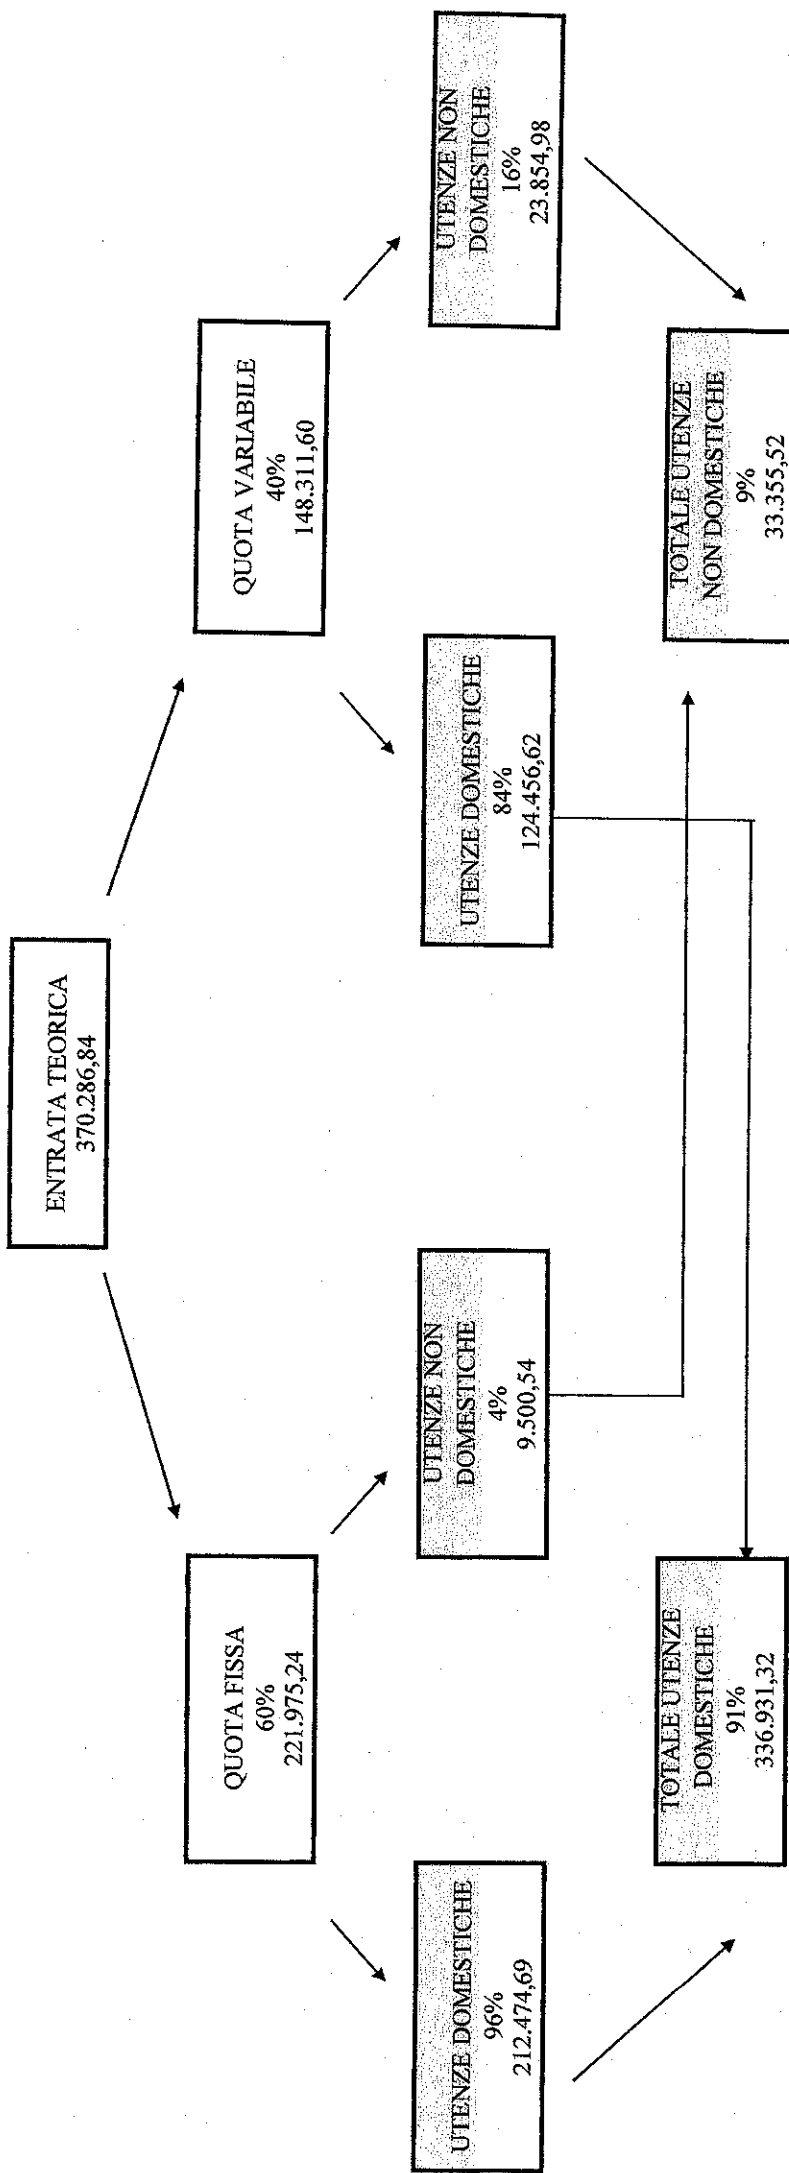 ENTRATA TEORICA
370.286,84
QUOTA FISSA
60%
221.975,24
QUOTA VARIABILE
40%
148.311,60
UTENZE DOMESTICHE
96%
212.474,69
UTENZE NON
DOMESTICHE
4%
9.500,54
UTENZE DOMESTICHE
84%
124.456,62
UTENZE NON
DOMESTICHE
16%
23.854,98
TOTALE UTENZE
DOMESTICHE
91%
336.931,32
TOTALE UTENZE
NON DOMESTICHE
9%
33.355,52